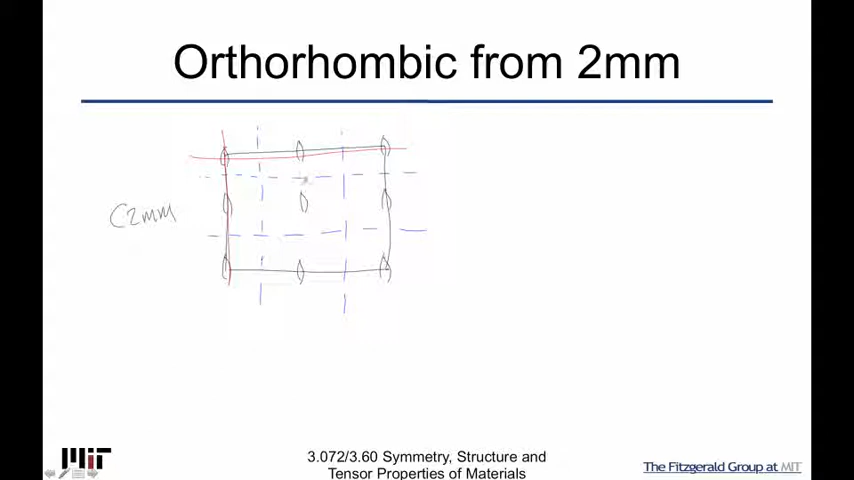 Orthorhombic from 2mm
C2mm
MIT
3.072/3.60 Symmetry, Structure and
Tensor Properties of Materials
The Fitzgerald Group at MIT